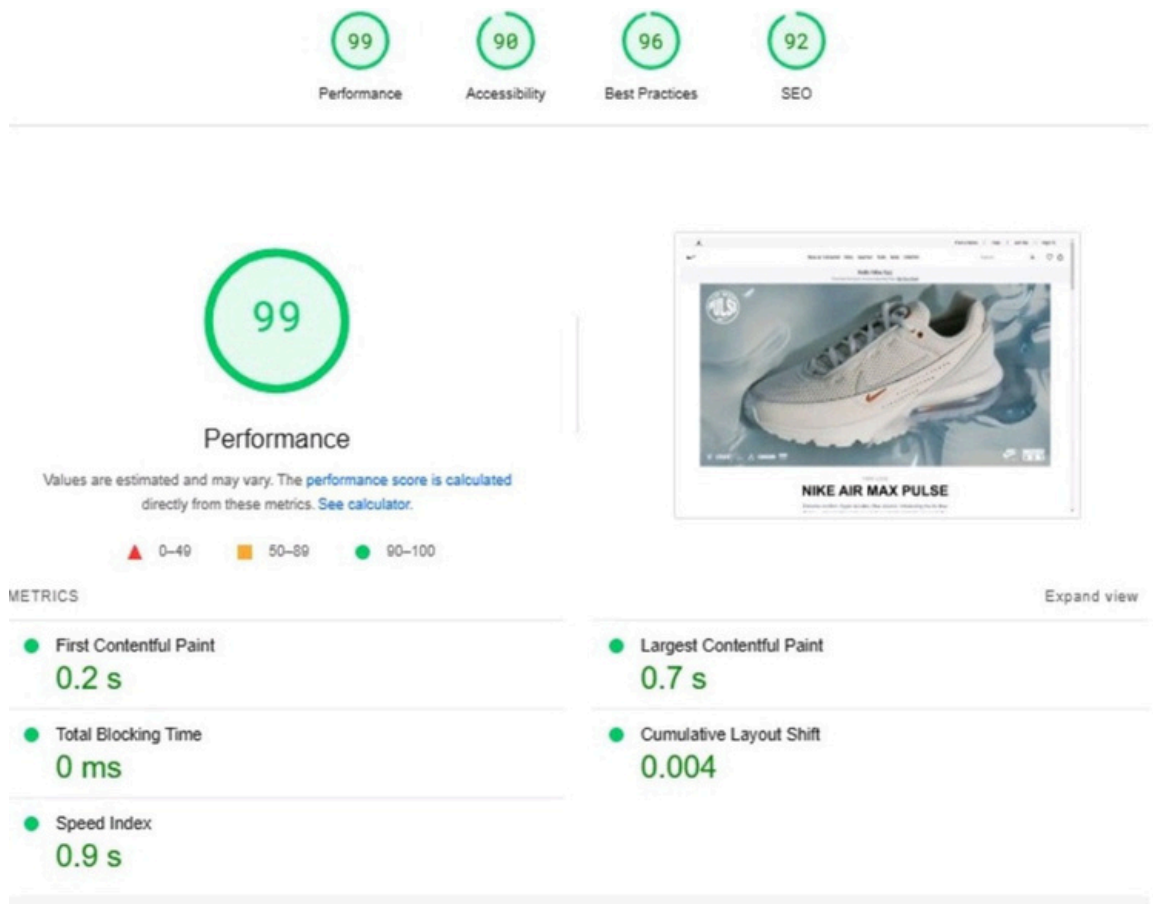 99
90
96
92
Performance
Accessibility
Best Practices
SEO
99
Performance
Values are estimated and may vary. The performance score is calculated
directly from these metrics. See calculator.
0–49
50–89
90–100
NIKE AIR MAX PULSE
METRICS
Expand view
First Contentful Paint
0.2 s
Largest Contentful Paint
0.7 s
Total Blocking Time
0 ms
Cumulative Layout Shift
0.004
Speed Index
0.9 s